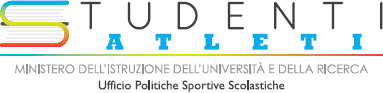 STUDENTI
ATLETI
MINISTERO DELL'ISTRUZIONE DELL'UNIVERSITÀ E DELLA RICERCA
Ufficio Politiche Sportive Scolastiche